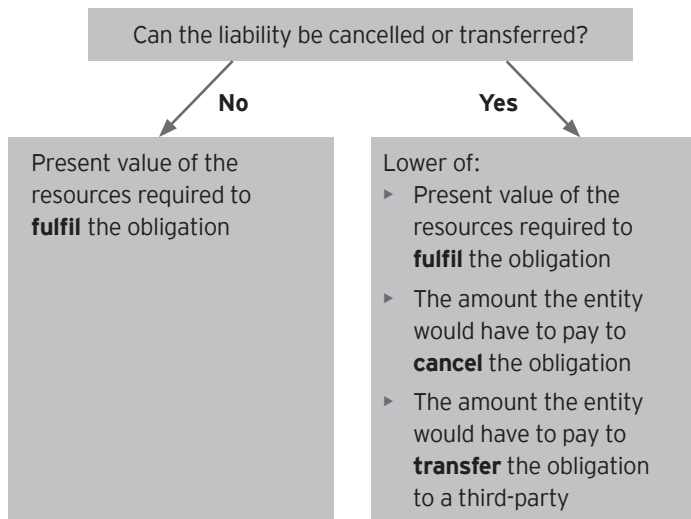 Can the liability be cancelled or transferred?
No
Yes
Present value of the
resources required to
fulfil the obligation
Lower of:
▸ Present value of the
resources required to
fulfil the obligation
▸ The amount the entity
would have to pay to
cancel the obligation
▸ The amount the entity
would have to pay to
transfer the obligation
to a third-party